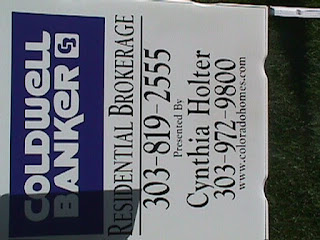 COLDWELL
BANKER
RESIDENTIAL BROKERAGE
303-819-2555
Presented By
Cynthia Holter
303-972-9800
www.coloradohomes.com